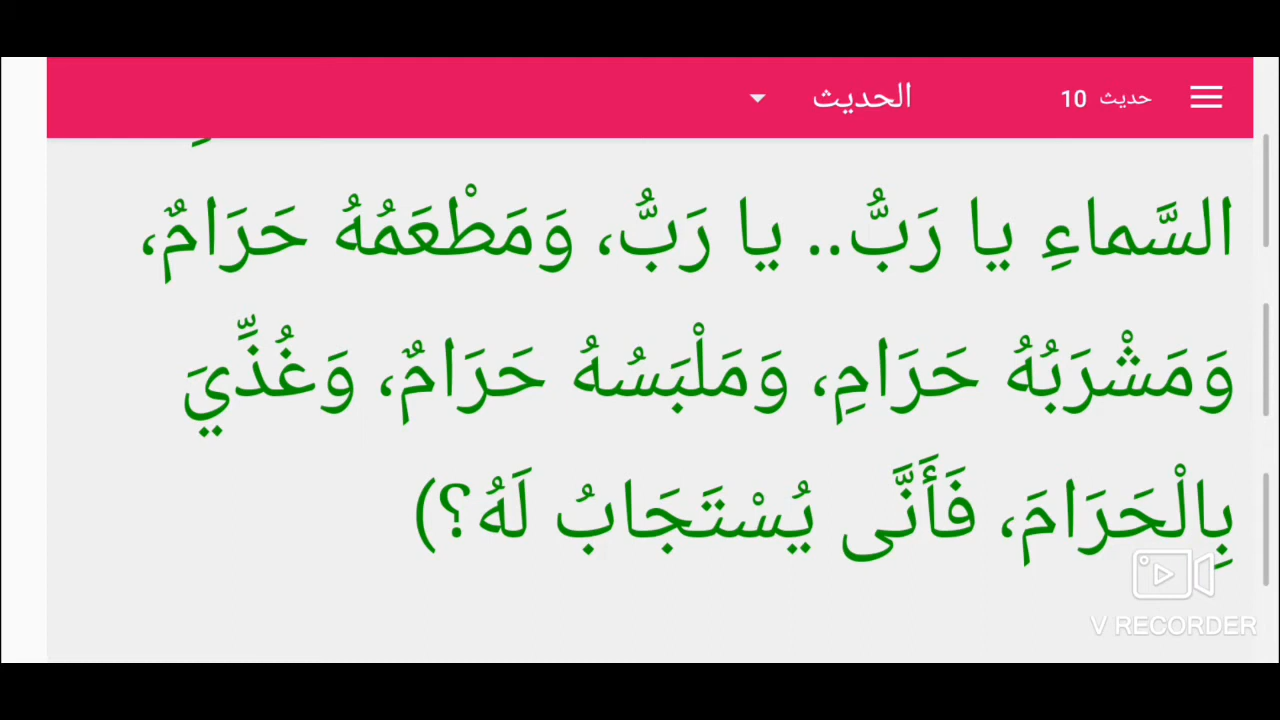 حديث 10
الحديث
السَّماءِ يا رَبُّ.. يا رَبُّ، وَمَطْعَمُهُ حَرَامٌ،
وَمَشْرَبُهُ حَرَامِ، وَمَلْبَسُهُ حَرَامٌ، وَغُذِّيَ
بِالْحَرَامَ، فَأَنَّى يُسْتَجَابُ لَهُ؟)
V RECORDER